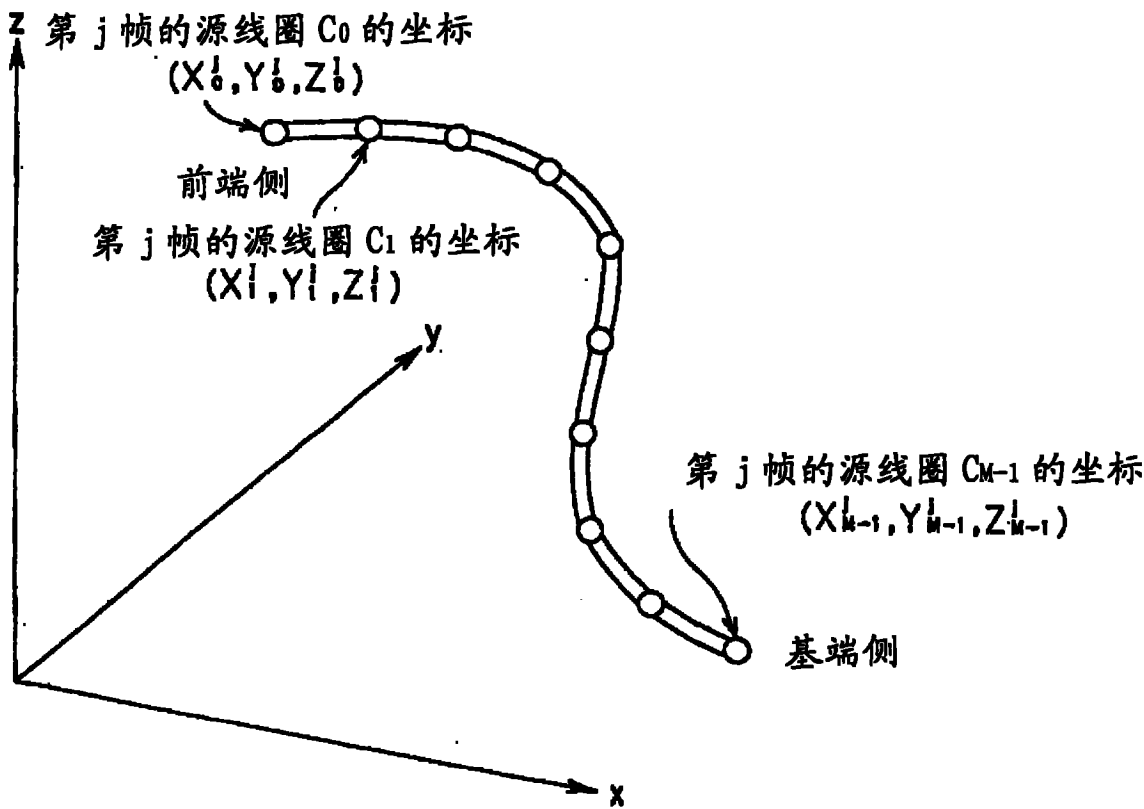 z
第 j 帧的源线圈 C₀ 的坐标
(X₀ʲ,Y₀ʲ,Z₀ʲ)
前端侧
第 j 帧的源线圈 C₁ 的坐标
(X₁ʲ,Y₁ʲ,Z₁ʲ)
y
第 j 帧的源线圈 CM-1 的坐标
(XʲM-1,YʲM-1,ZʲM-1)
基端侧
x